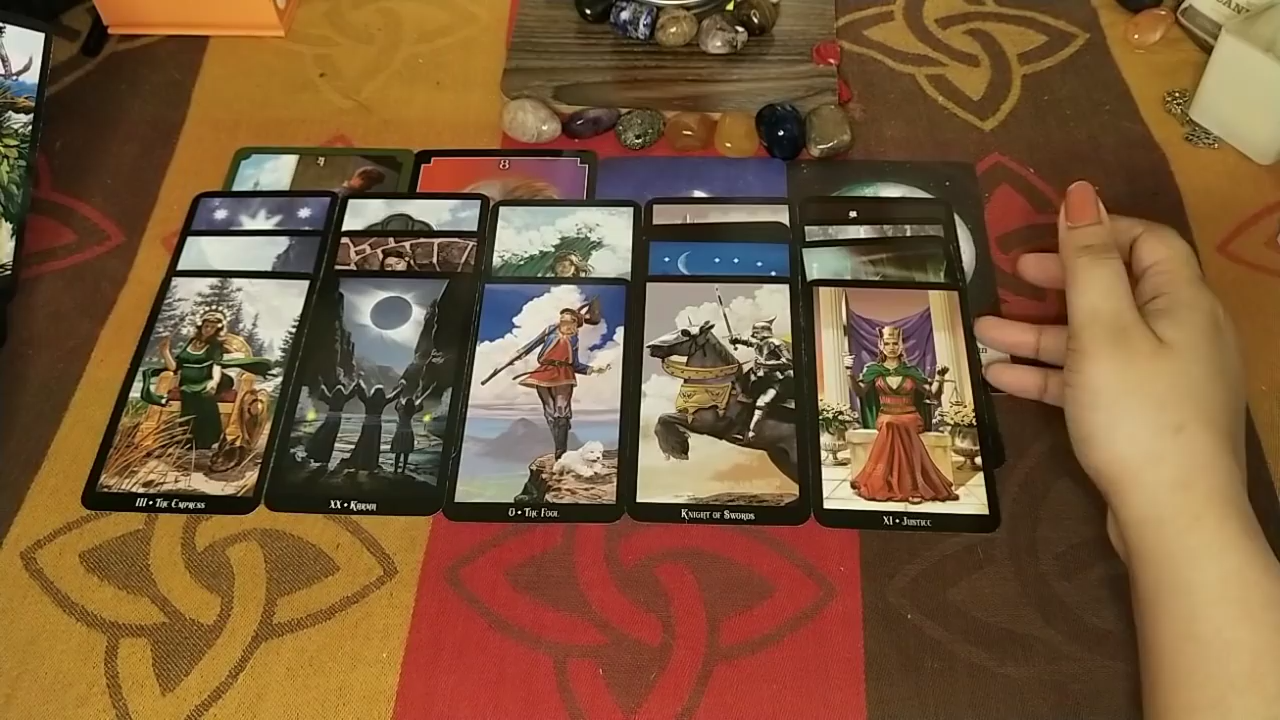 8
III • The Empress
XX • Karma
0 • The Fool
Knight of Swords
XI • Justice